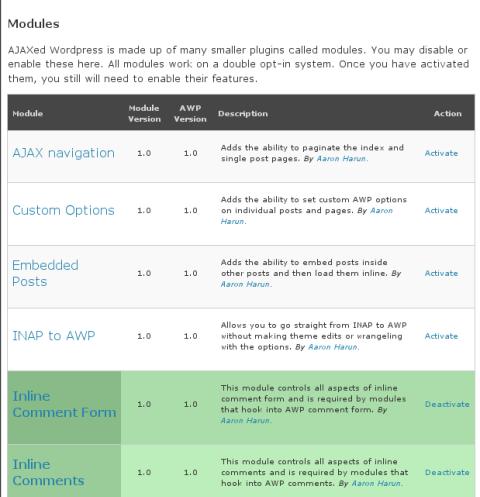 Modules
AJAXed Wordpress is made up of many smaller plugins called modules. You may disable or
enable these here. All modules work on a double opt-in system. Once you have activated
them, you still will need to enable their features.
Module Module Version AWP Version Description Action
AJAX navigation 1.0 1.0 Adds the ability to paginate the index and
single post pages. By Aaron Harun. Activate
Custom Options 1.0 1.0 Adds the ability to set custom AWP options
on individual posts and pages. By Aaron
Harun. Activate
Embedded
Posts 1.0 1.0 Adds the ability to embed posts inside
other posts and then load them inline. By
Aaron Harun. Activate
INAP to AWP 1.0 1.0 Allows you to go straight from INAP to AWP
without making theme edits or wrangeling
with the options. By Aaron Harun. Activate
Inline
Comment Form 1.0 1.0 This module controls all aspects of inline
comment form and is required by modules
that hook into AWP comment form. By
Aaron Harun. Deactivate
Inline
Comments 1.0 1.0 This module controls all aspects of inline
comments and is required by modules that
hook into AWP comments. By Aaron Harun. Deactivate